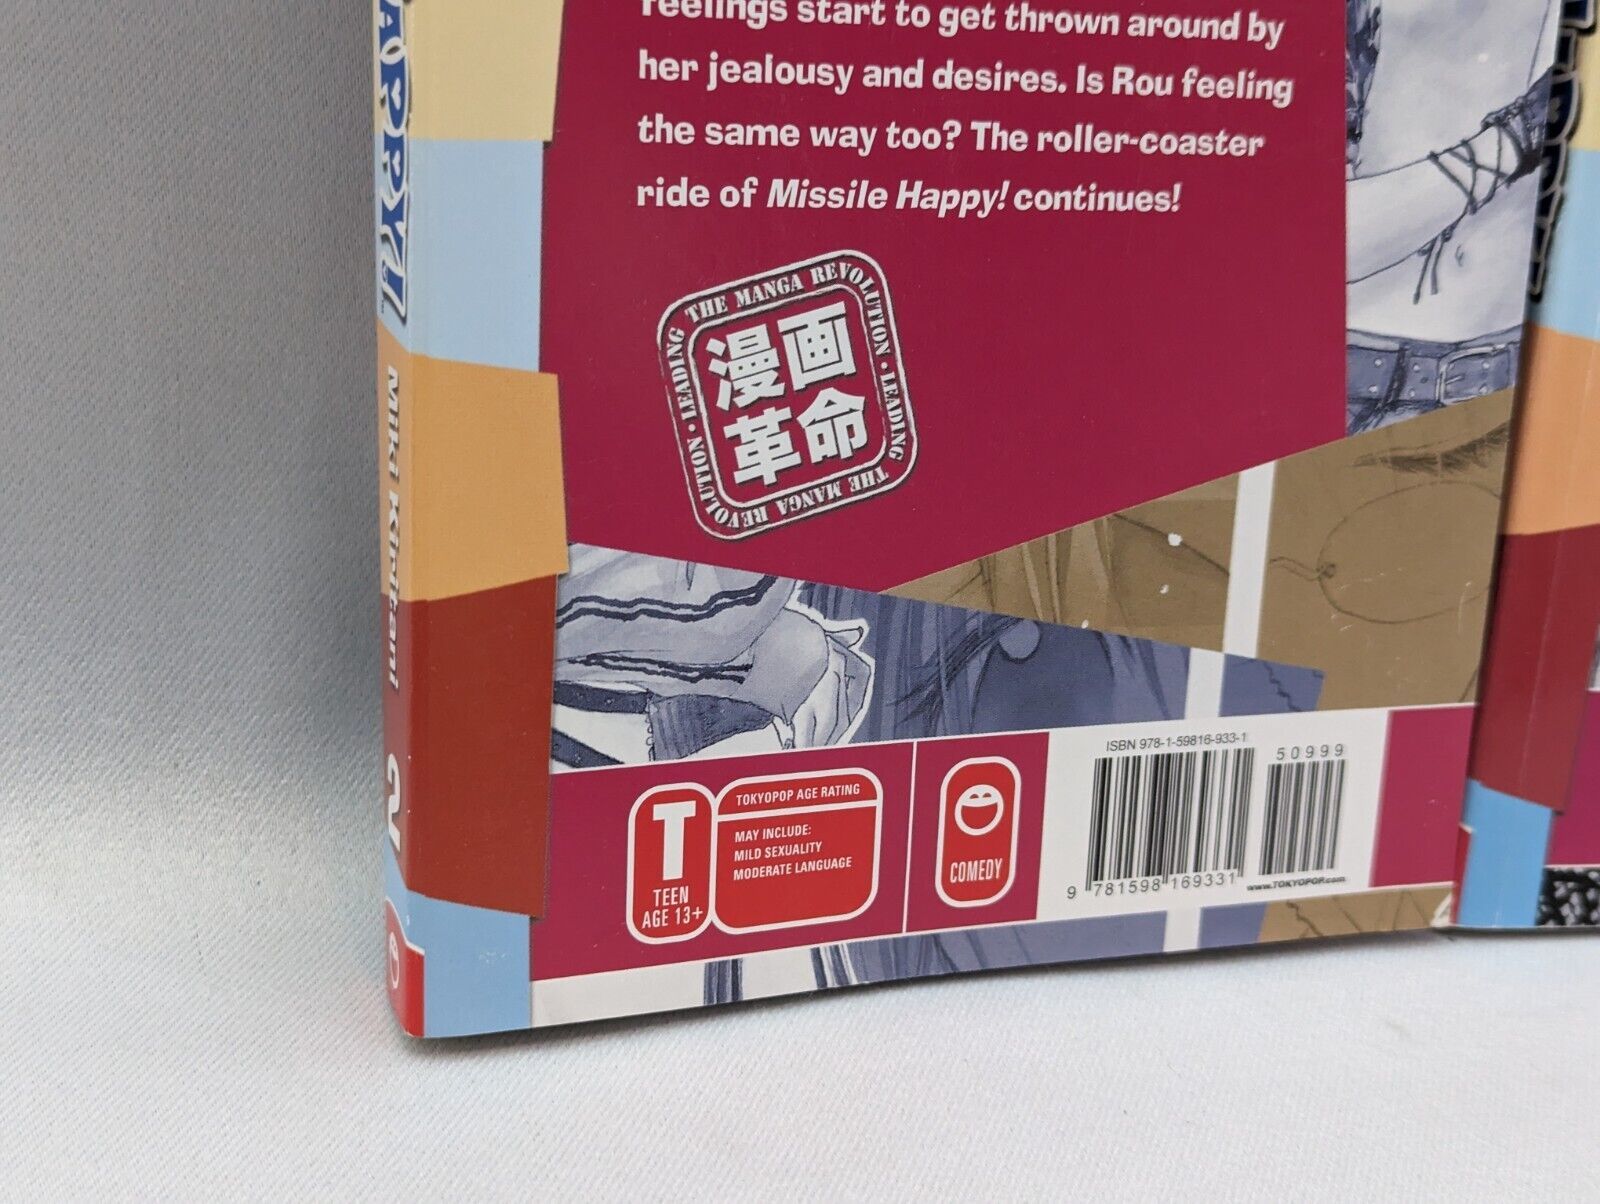 feelings start to get thrown around by
her jealousy and desires. Is Rou feeling
the same way too? The roller-coaster
ride of Missile Happy! continues!
LEADING THE MANGA REVOLUTION • LEADING THE MANGA REVOLUTION •
漫画
革命
APPY!
Miki Kiritani
2
T
TEEN
AGE 13+
TOKYOPOP AGE RATING
MAY INCLUDE:
MILD SEXUALITY
MODERATE LANGUAGE
COMEDY
ISBN 978-1-59816-933-1
50999
9 781598 169331
www.TOKYOPOP.com